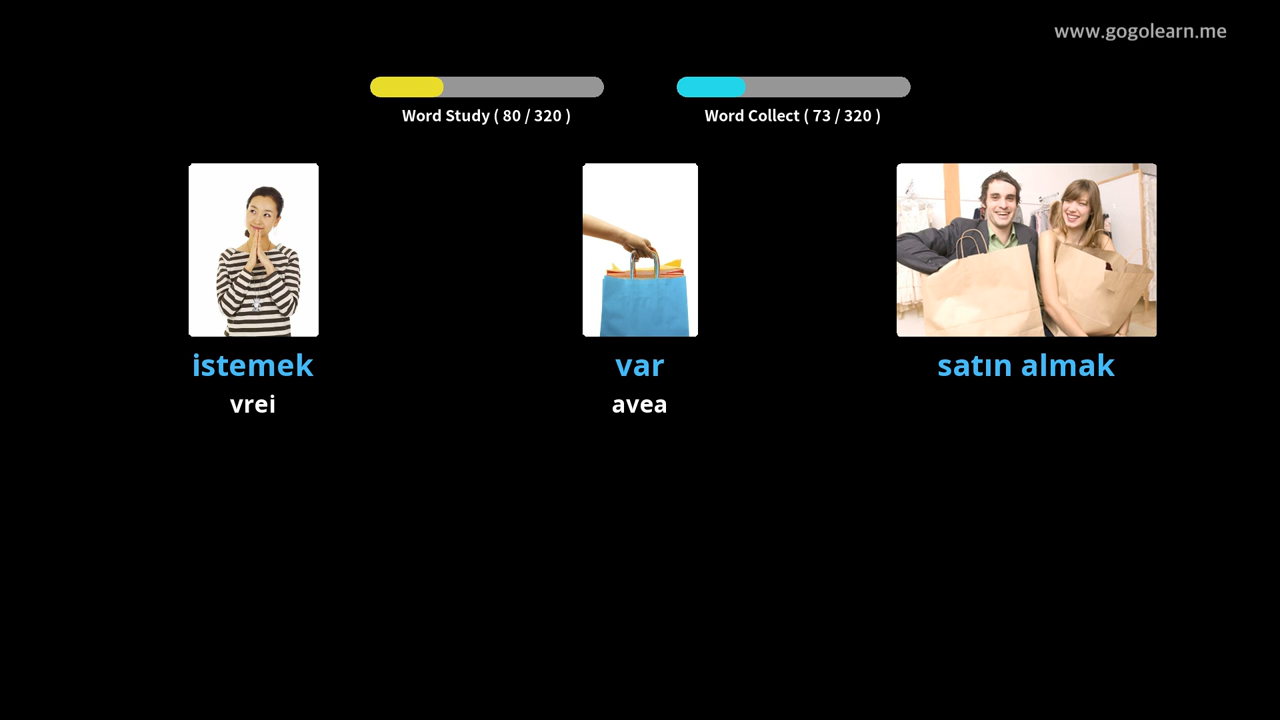 www.gogolearn.me
Word Study ( 80 / 320 )
Word Collect ( 73 / 320 )
istemek
vrei
var
avea
satın almak